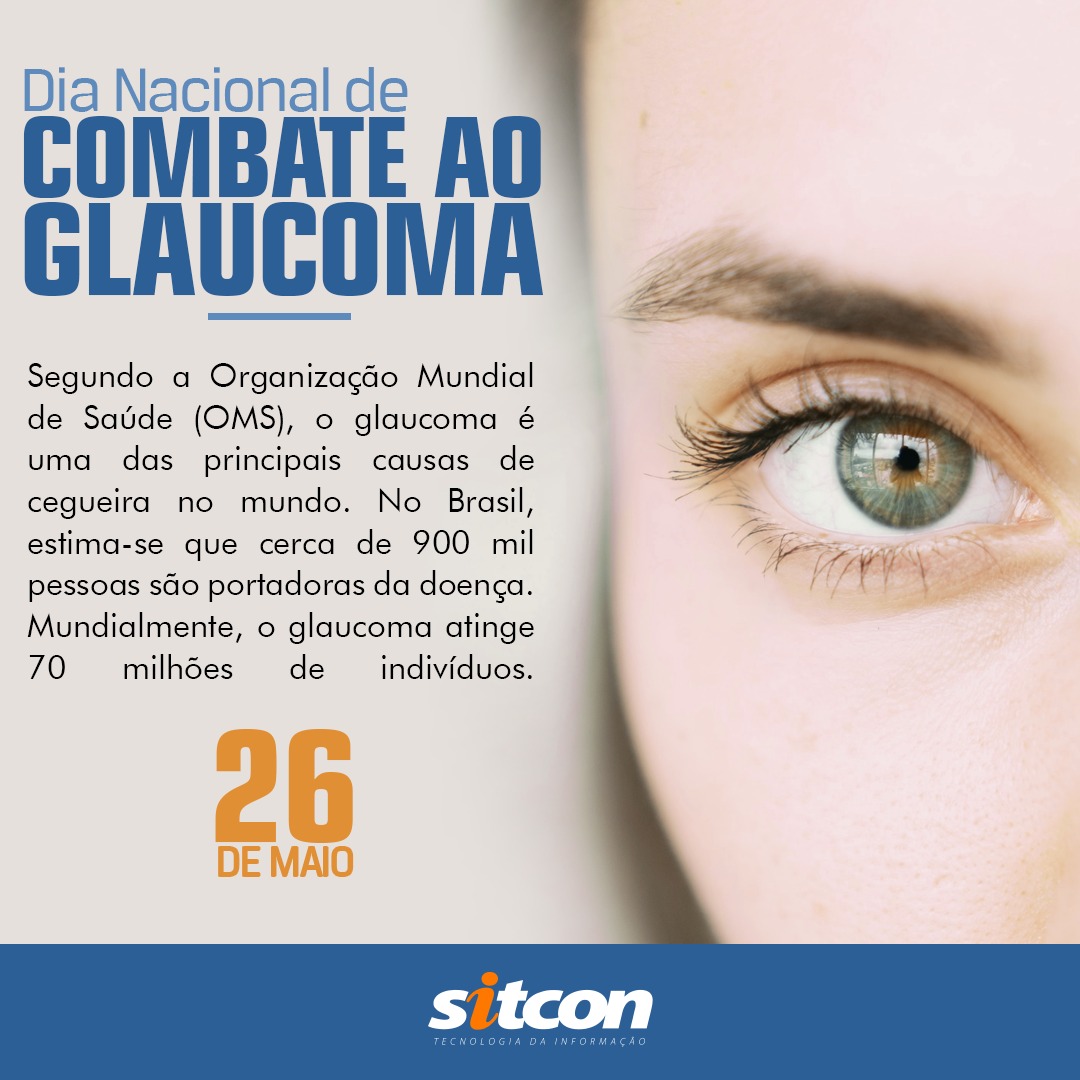 Dia Nacional de
COMBATE AO
GLAUCOMA
Segundo a Organização Mundial
de Saúde (OMS), o glaucoma é
uma das principais causas de
cegueira no mundo. No Brasil,
estima-se que cerca de 900 mil
pessoas são portadoras da doença.
Mundialmente, o glaucoma atinge
70 milhões de indivíduos.
26
DE MAIO
sitcon
TECNOLOGIA DA INFORMAÇÃO